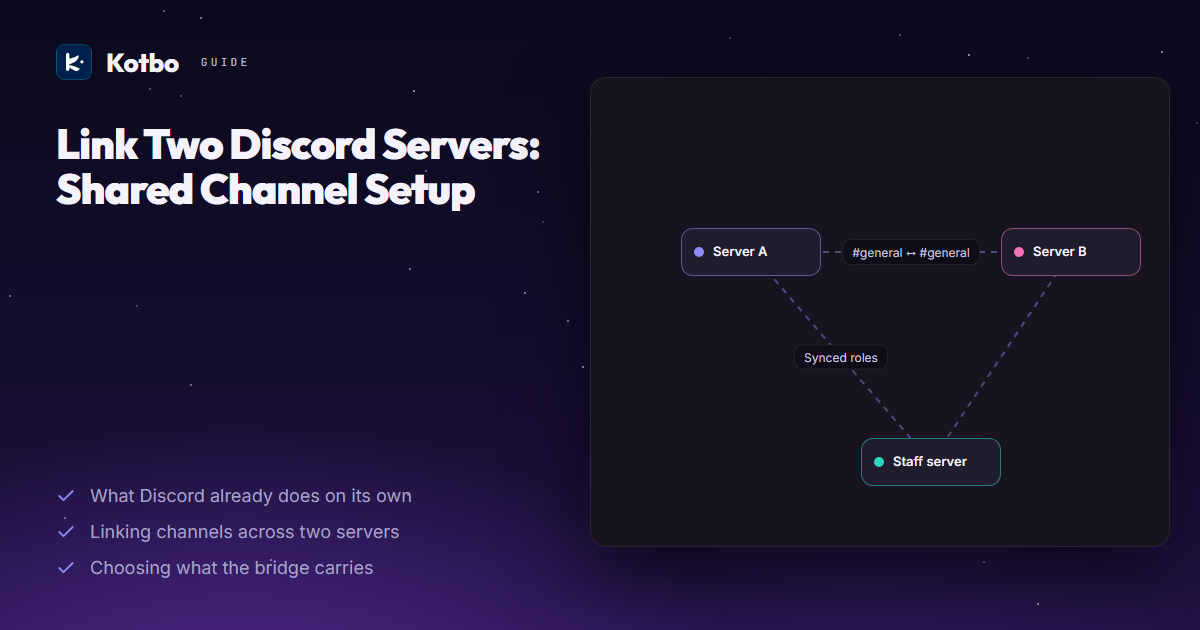 Kotbo GUIDE
Link Two Discord Servers:
Shared Channel Setup
What Discord already does on its own
Linking channels across two servers
Choosing what the bridge carries
Server A
#general ↔ #general
Server B
Synced roles
Staff server